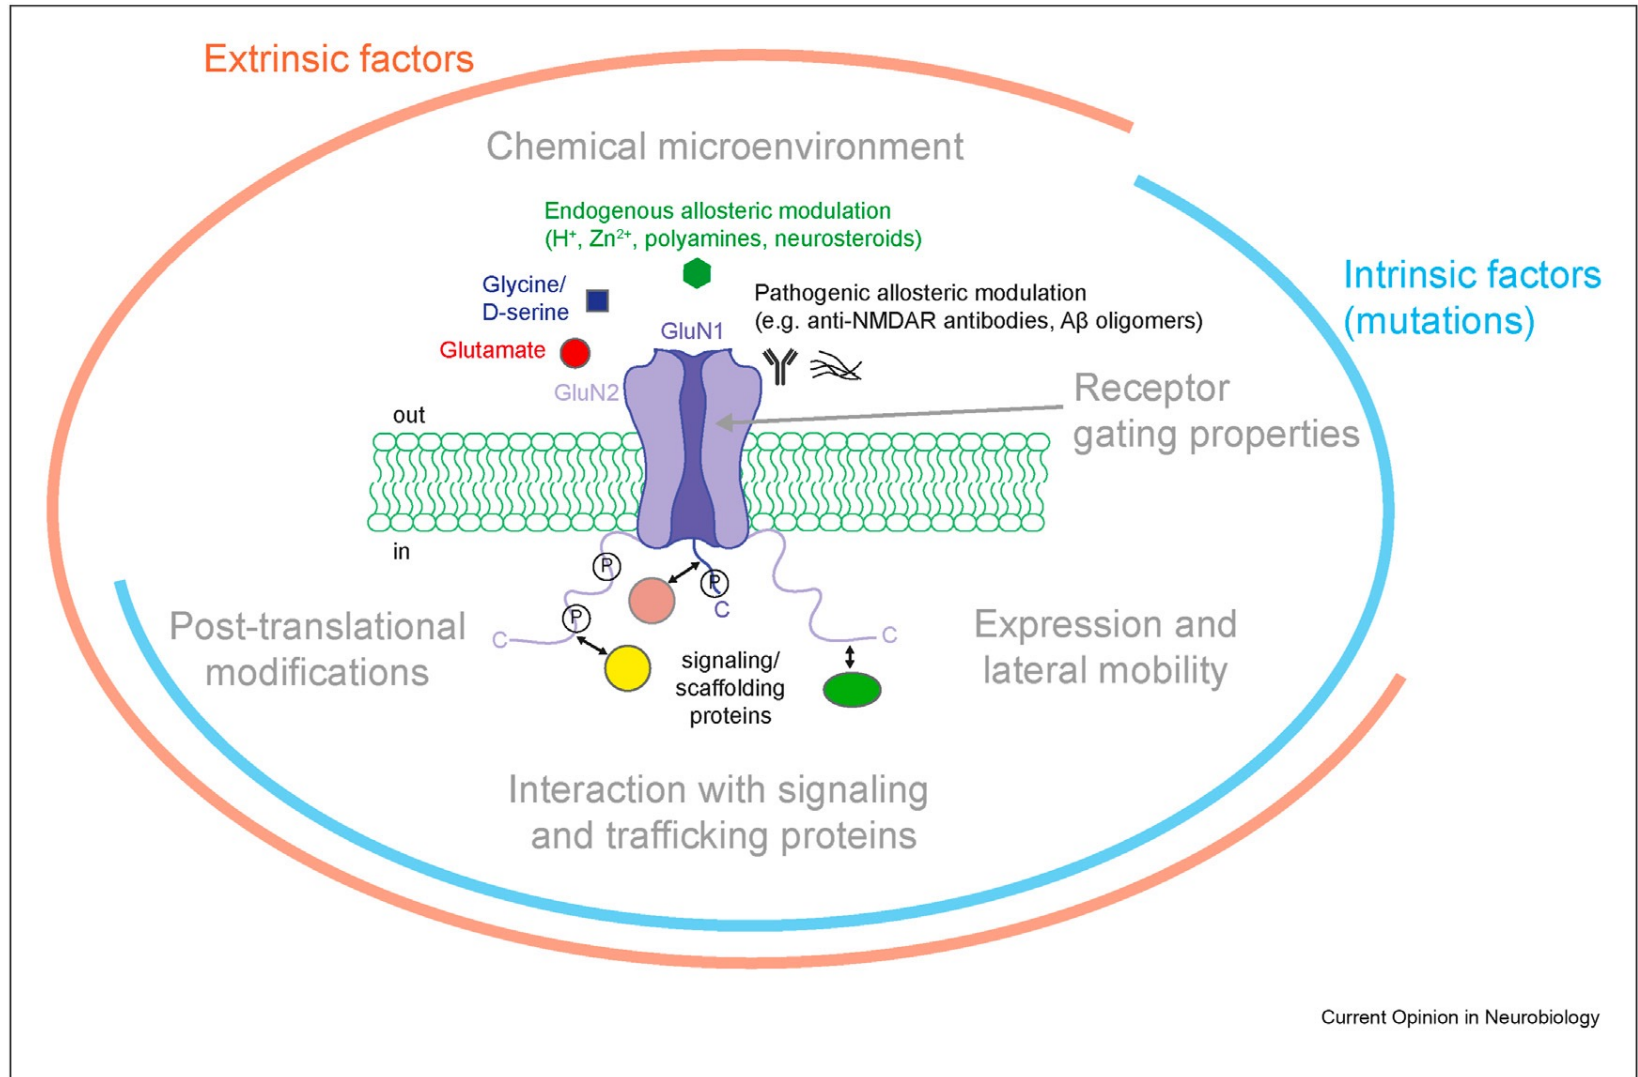 Extrinsic factors
Chemical microenvironment
Endogenous allosteric modulation
(H⁺, Zn²⁺, polyamines, neurosteroids)
Glycine/
D-serine
Glutamate
GluN2
GluN1
Pathogenic allosteric modulation
(e.g. anti-NMDAR antibodies, Aβ oligomers)
Intrinsic factors
(mutations)
Receptor
gating properties
out
in
P
P
P
C
C
C
Post-translational
modifications
signaling/
scaffolding
proteins
Expression and
lateral mobility
Interaction with signaling
and trafficking proteins
Current Opinion in Neurobiology